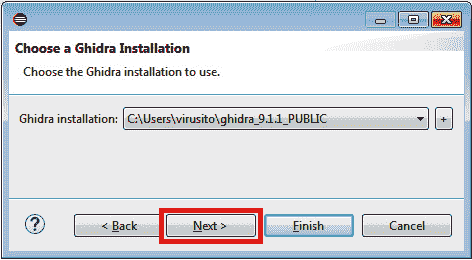 Choose a Ghidra Installation
Choose the Ghidra installation to use.
Ghidra installation: C:\Users\virusito\ghidra_9.1.1_PUBLIC +
? < Back Next > Finish Cancel